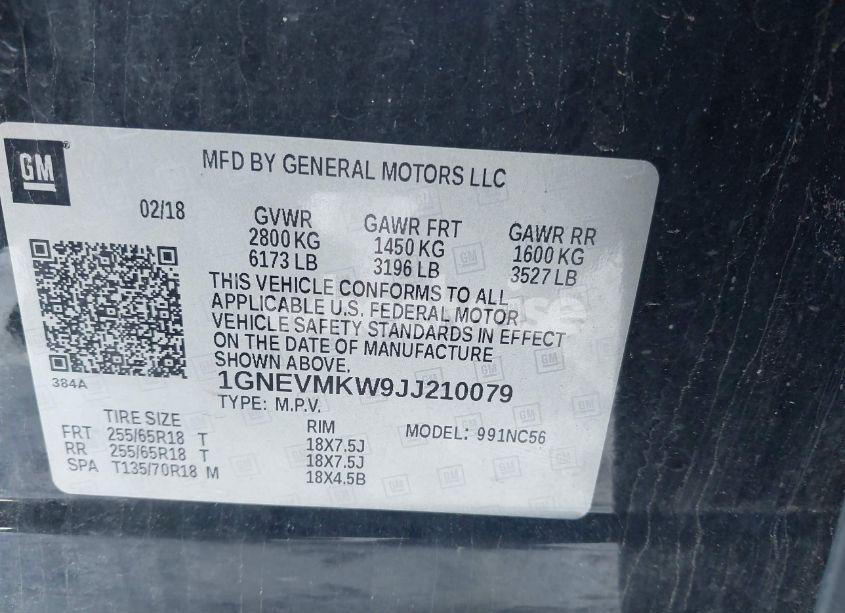 GM
MFD BY GENERAL MOTORS LLC
02/18
GVWR
2800 KG
6173 LB
GAWR FRT
1450 KG
3196 LB
GAWR RR
1600 KG
3527 LB
THIS VEHICLE CONFORMS TO ALL
APPLICABLE U.S. FEDERAL MOTOR
VEHICLE SAFETY STANDARDS IN EFFECT
ON THE DATE OF MANUFACTURE
SHOWN ABOVE.
1GNEVMKW9JJ210079
TYPE: M.P.V.
384A
TIRE SIZE
FRT 255/65R18 T
RR 255/65R18 T
SPA T135/70R18 M
RIM
18X7.5J
18X7.5J
18X4.5B
MODEL: 991NC56